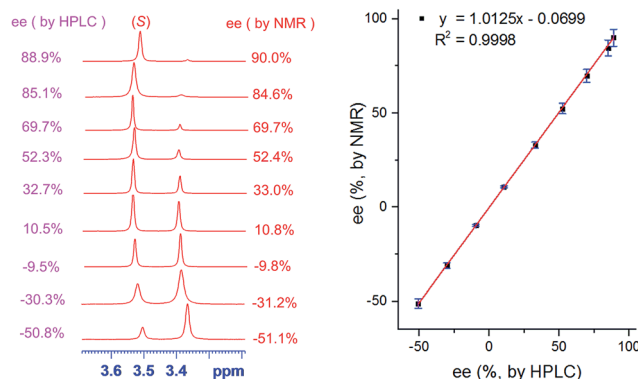 ee ( by HPLC) (S) ee ( by NMR)
88.9% 90.0%
85.1% 84.6%
69.7% 69.7%
52.3% 52.4%
32.7% 33.0%
10.5% 10.8%
-9.5% -9.8%
-30.3% -31.2%
-50.8% -51.1%
3.6 3.5 3.4 ppm
100
50
0
-50
ee (%, by NMR)
y = 1.0125x - 0.0699
R² = 0.9998
-50 0 50 100
ee (%, by HPLC)